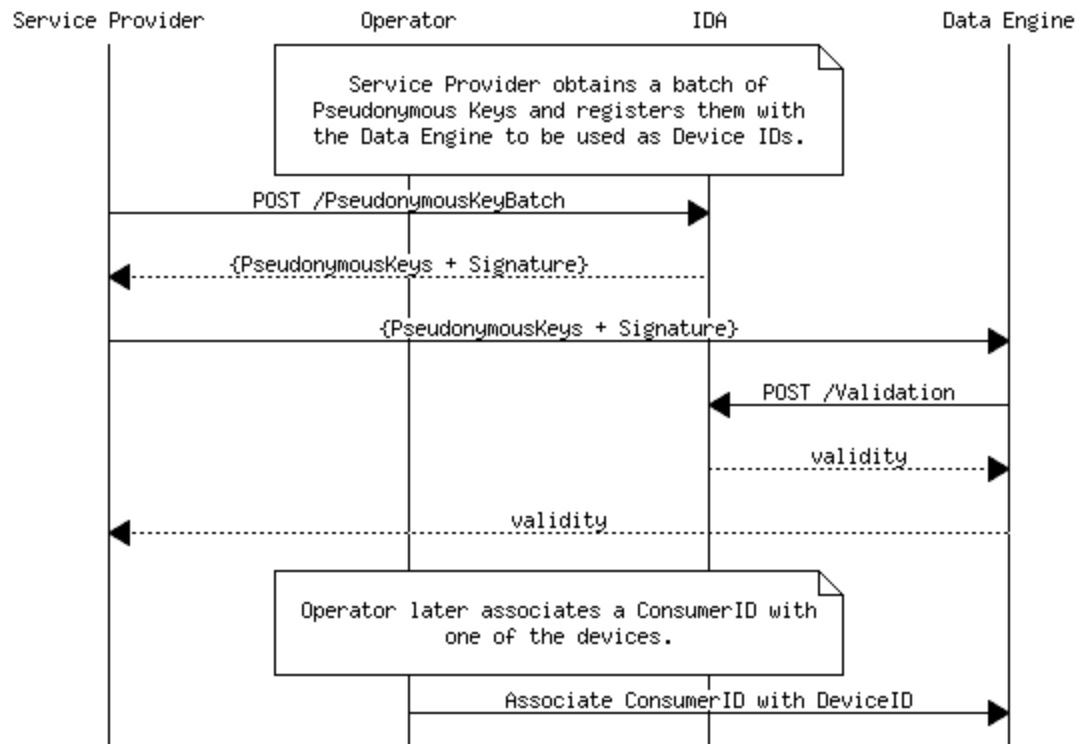 Service Provider
Operator
IDA
Data Engine
Service Provider obtains a batch of
Pseudonymous Keys and registers them with
the Data Engine to be used as Device IDs.
POST /PseudonymousKeyBatch
{PseudonymousKeys + Signature}
{PseudonymousKeys + Signature}
POST /Validation
validity
validity
Operator later associates a ConsumerID with
one of the devices.
Associate ConsumerID with DeviceID